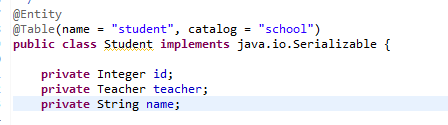 @Entity
@Table(name = "student", catalog = "school")
public class Student implements java.io.Serializable {
private Integer id;
private Teacher teacher;
private String name;